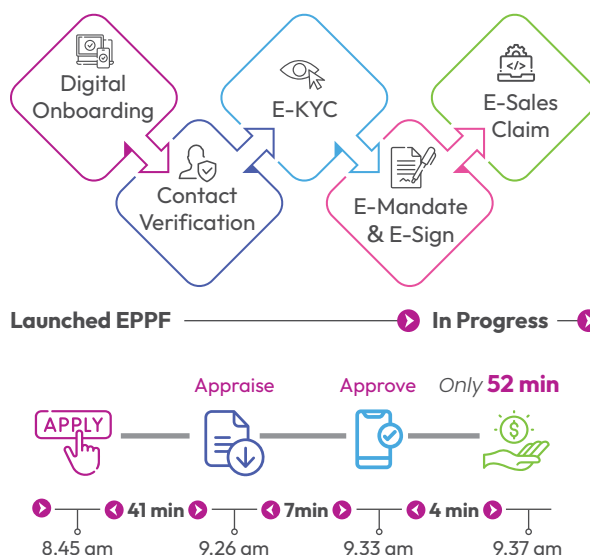 Digital
Onboarding
Contact
Verification
E-KYC
E-Mandate
& E-Sign
</>
E-Sales
Claim
Launched EPPF
In Progress
Appraise
Approve
Only 52 min
APPLY
$
41 min
7min
4 min
8.45 am
9.26 am
9.33 am
9.37 am